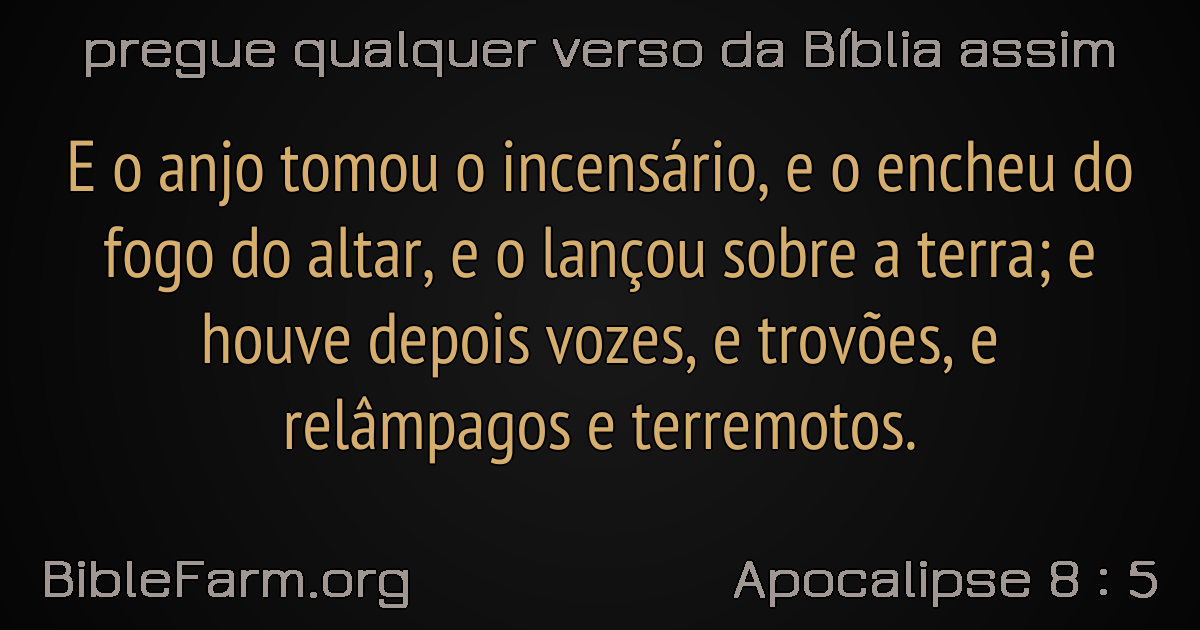 pregue qualquer verso da Bíblia assim
E o anjo tomou o incensário, e o encheu do
fogo do altar, e o lançou sobre a terra; e
houve depois vozes, e trovões, e
relâmpagos e terremotos.
BibleFarm.org
Apocalipse 8 : 5